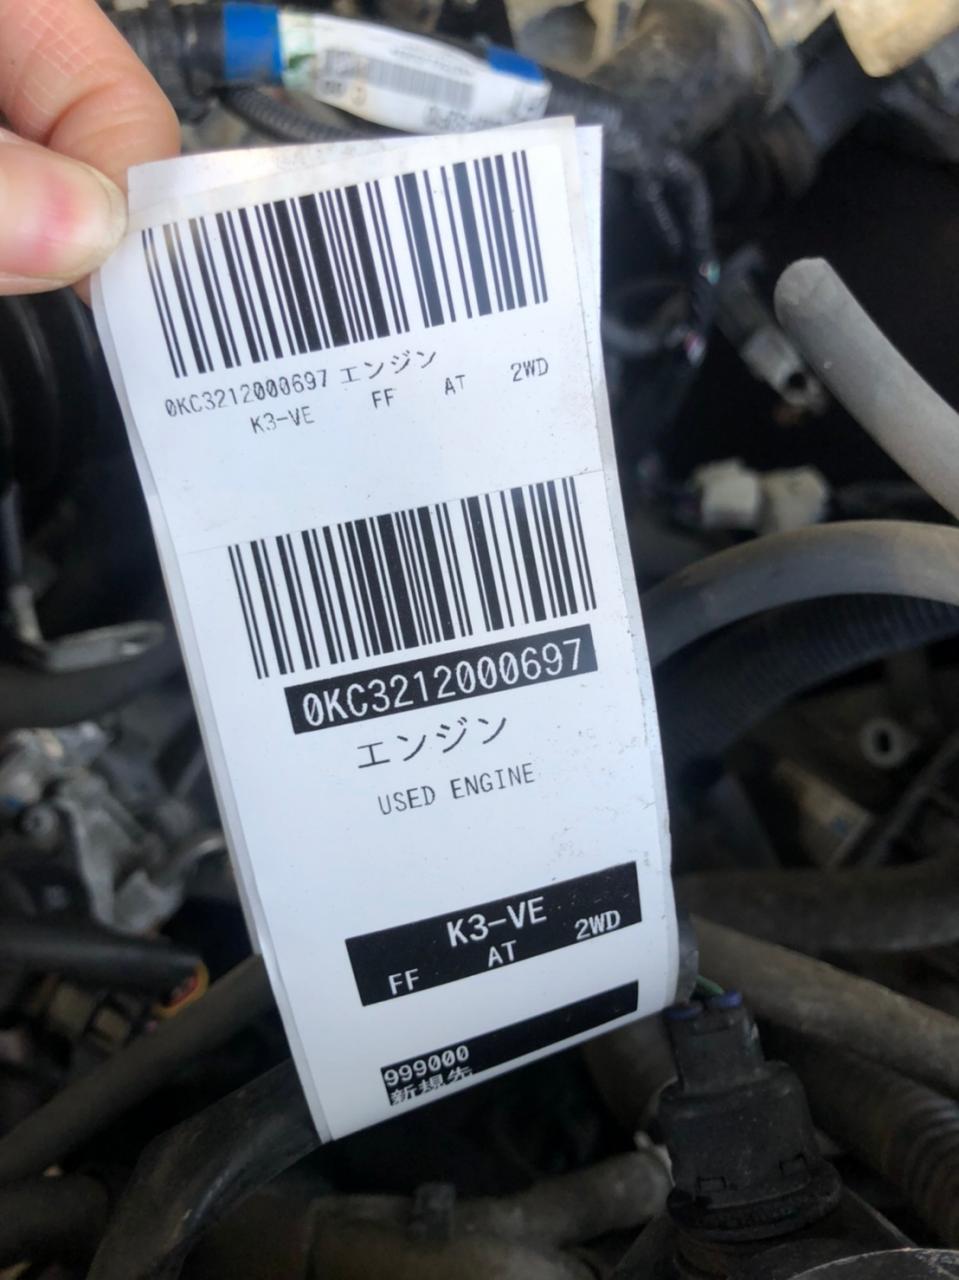 0KC3212000697 エンジン
K3-VE FF AT 2WD
0KC3212000697
エンジン
USED ENGINE
K3-VE
FF AT 2WD
999000
新規先